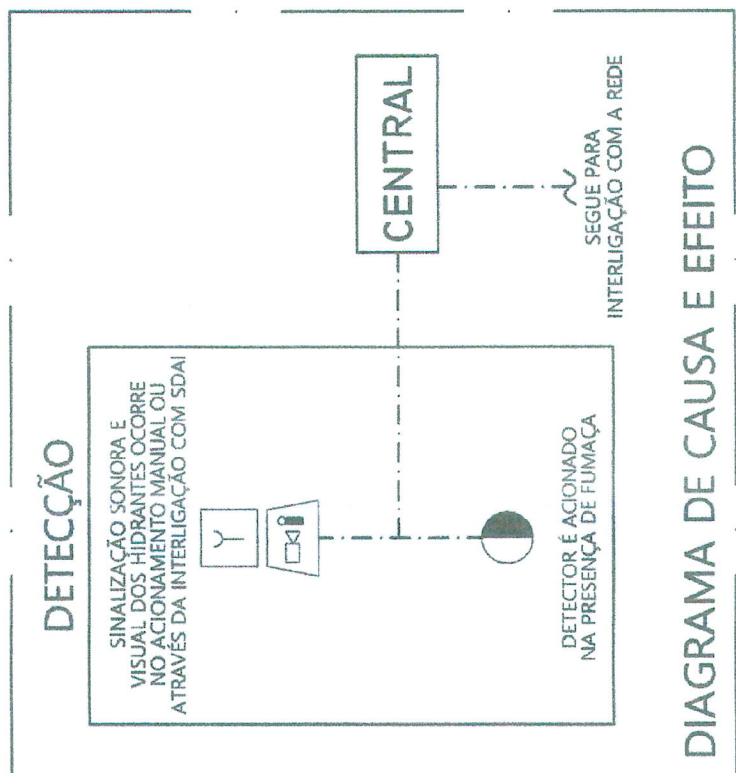 DETECÇÃO
SINALIZAÇÃO SONORA E
VISUAL DOS HIDRANTES OCORRE
NO ACIONAMENTO MANUAL OU
ATRAVÉS DA INTERLIGAÇÃO COM SDAI
Y
DETECTOR É ACIONADO
NA PRESENÇA DE FUMAÇA
CENTRAL
SEGUE PARA
INTERLIGAÇÃO COM A REDE
DIAGRAMA DE CAUSA E EFEITO